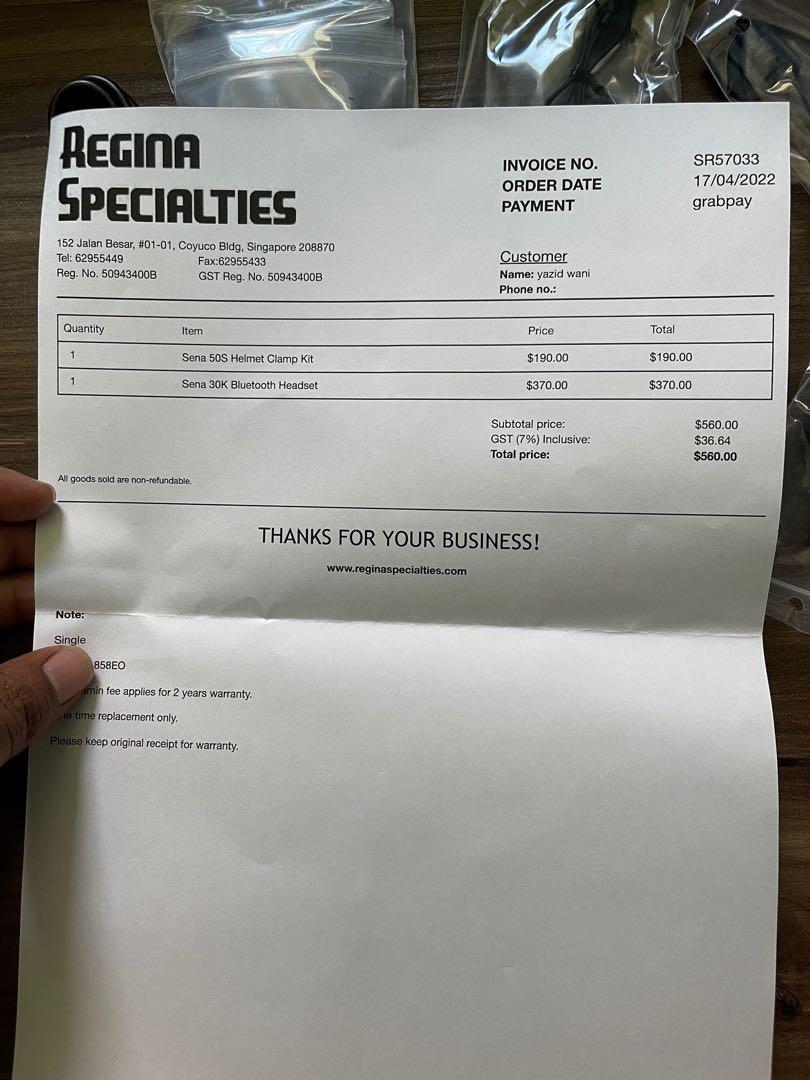 REGINA
SPECIALTIES
152 Jalan Besar, #01-01, Coyuco Bldg, Singapore 208870
Tel: 62955449 Fax:62955433
Reg. No. 50943400B GST Reg. No. 50943400B
INVOICE NO. SR57033
ORDER DATE 17/04/2022
PAYMENT grabpay
Customer
Name: yazid wani
Phone no.:
Quantity Item Price Total
1 Sena 50S Helmet Clamp Kit $190.00 $190.00
1 Sena 30K Bluetooth Headset $370.00 $370.00
Subtotal price: $560.00
GST (7%) Inclusive: $36.64
Total price: $560.00
All goods sold are non-refundable.
THANKS FOR YOUR BUSINESS!
www.reginaspecialties.com
Note:
Single
858EO
fee applies for 2 years warranty.
time replacement only.
Please keep original receipt for warranty.